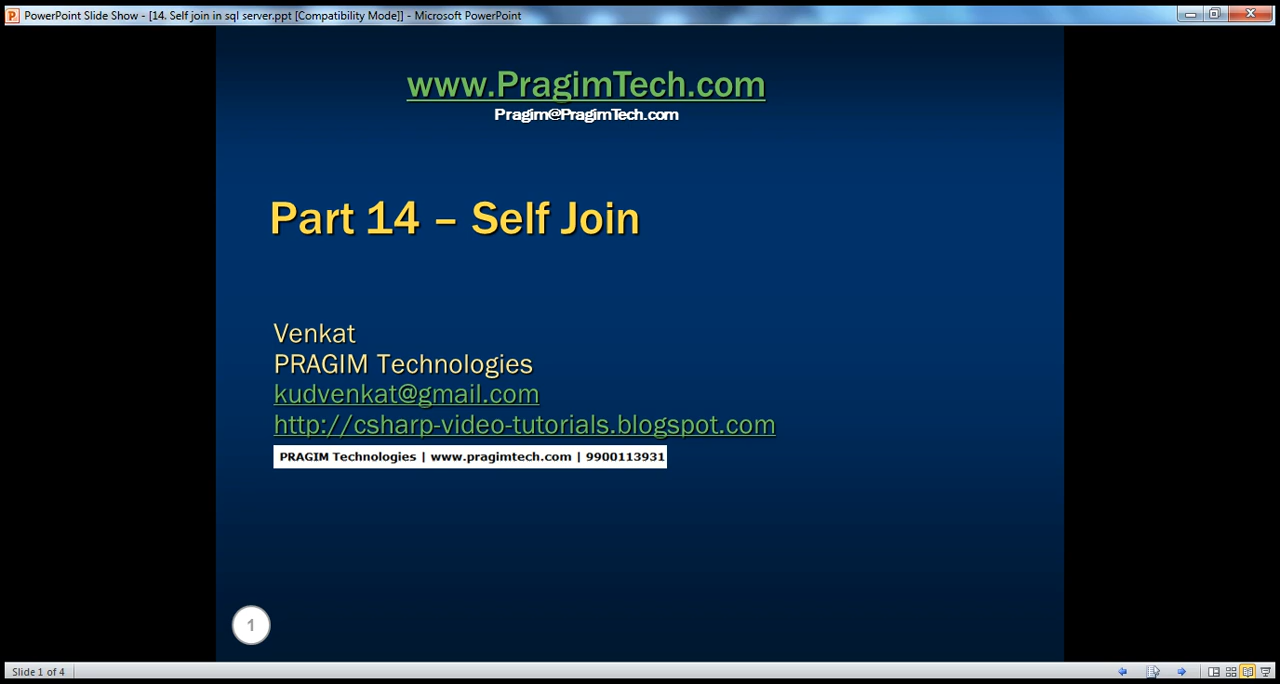 PowerPoint Slide Show - [14. Self join in sql server.ppt [Compatibility Mode]] - Microsoft PowerPoint
www.PragimTech.com
Pragim@PragimTech.com
Part 14 – Self Join
Venkat
PRAGIM Technologies
kudvenkat@gmail.com
http://csharp-video-tutorials.blogspot.com
PRAGIM Technologies | www.pragimtech.com | 9900113931
1
Slide 1 of 4